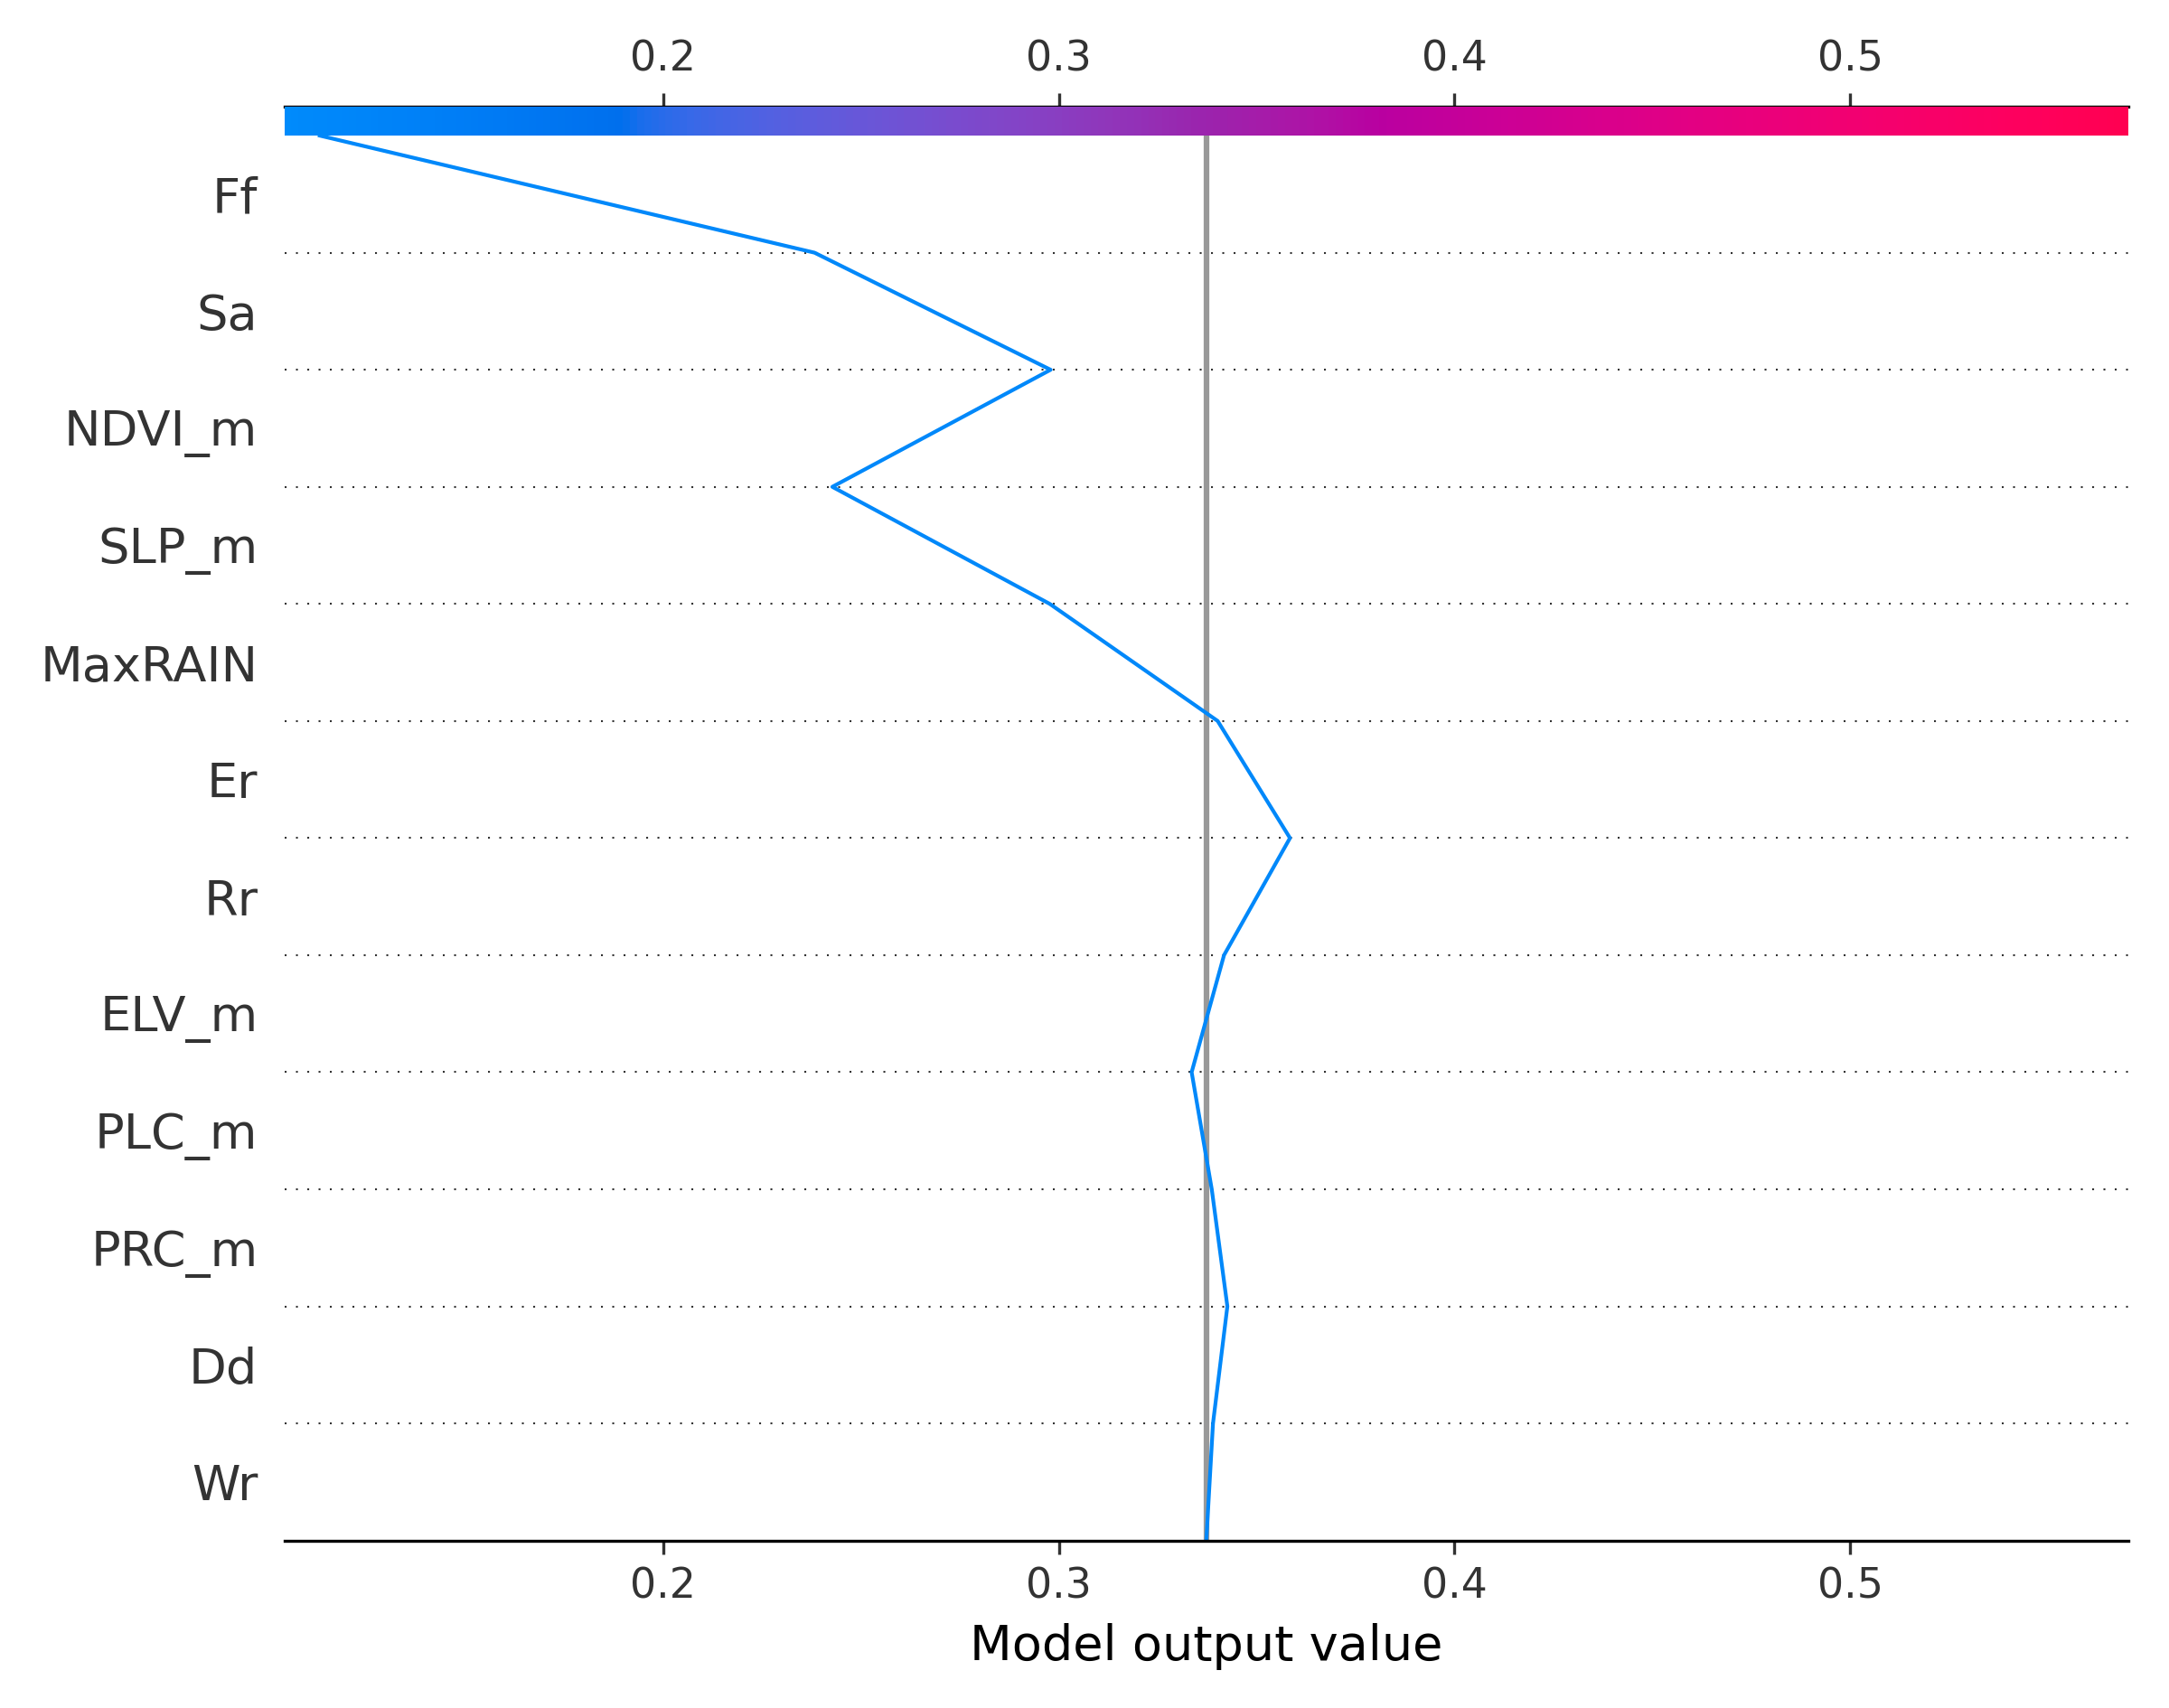 0.2 0.3 0.4 0.5
Ff
Sa
NDVI_m
SLP_m
MaxRAIN
Er
Rr
ELV_m
PLC_m
PRC_m
Dd
Wr
0.2 0.3 0.4 0.5
Model output value